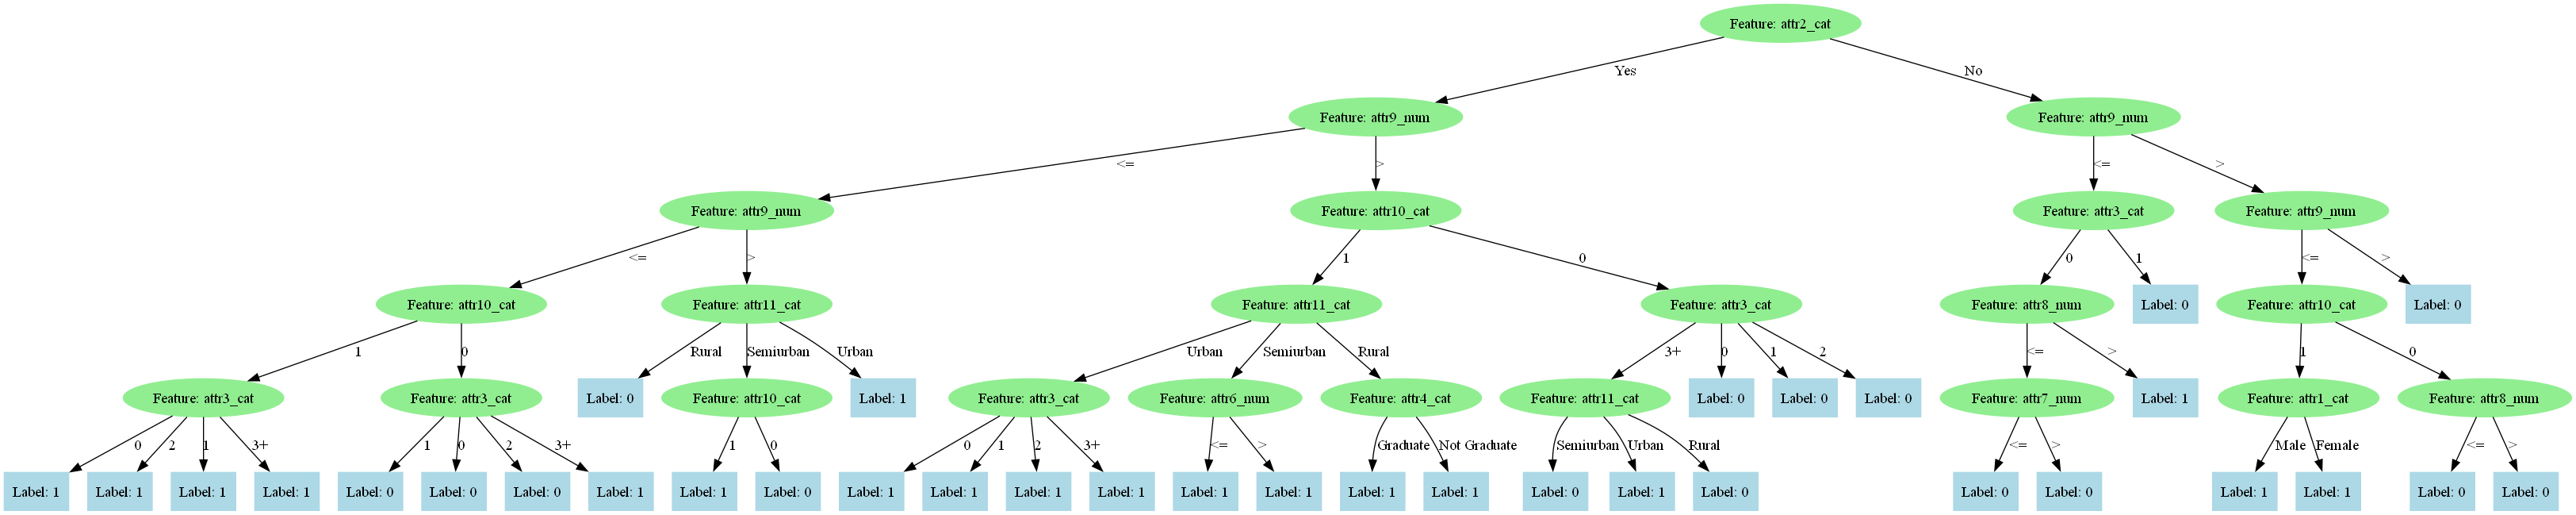 Feature: attr2_cat
Yes
No
Feature: attr9_num
Feature: attr9_num
<=
>
<=
>
Feature: attr9_num
Feature: attr10_cat
Feature: attr3_cat
Feature: attr9_num
<=
>
1
0
0
1
<=
>
Feature: attr10_cat
Feature: attr11_cat
Feature: attr11_cat
Feature: attr3_cat
Feature: attr8_num
Label: 0
Feature: attr10_cat
Label: 0
1
0
Rural
Semiurban
Urban
Urban
Semiurban
Rural
3+
0
1
2
<=
>
1
0
Feature: attr3_cat
Feature: attr3_cat
Label: 0
Feature: attr10_cat
Label: 1
Feature: attr3_cat
Feature: attr6_num
Feature: attr4_cat
Feature: attr11_cat
Label: 0
Label: 0
Label: 0
Feature: attr7_num
Label: 1
Feature: attr1_cat
Feature: attr8_num
0
2
1
3+
1
0
2
3+
1
0
0
1
2
3+
<=
>
Graduate
Not Graduate
Semiurban
Urban
Rural
<=
>
Male
Female
<=
>
Label: 1
Label: 1
Label: 1
Label: 1
Label: 0
Label: 0
Label: 0
Label: 1
Label: 1
Label: 0
Label: 1
Label: 1
Label: 1
Label: 1
Label: 1
Label: 1
Label: 1
Label: 1
Label: 0
Label: 1
Label: 0
Label: 0
Label: 0
Label: 1
Label: 1
Label: 0
Label: 0